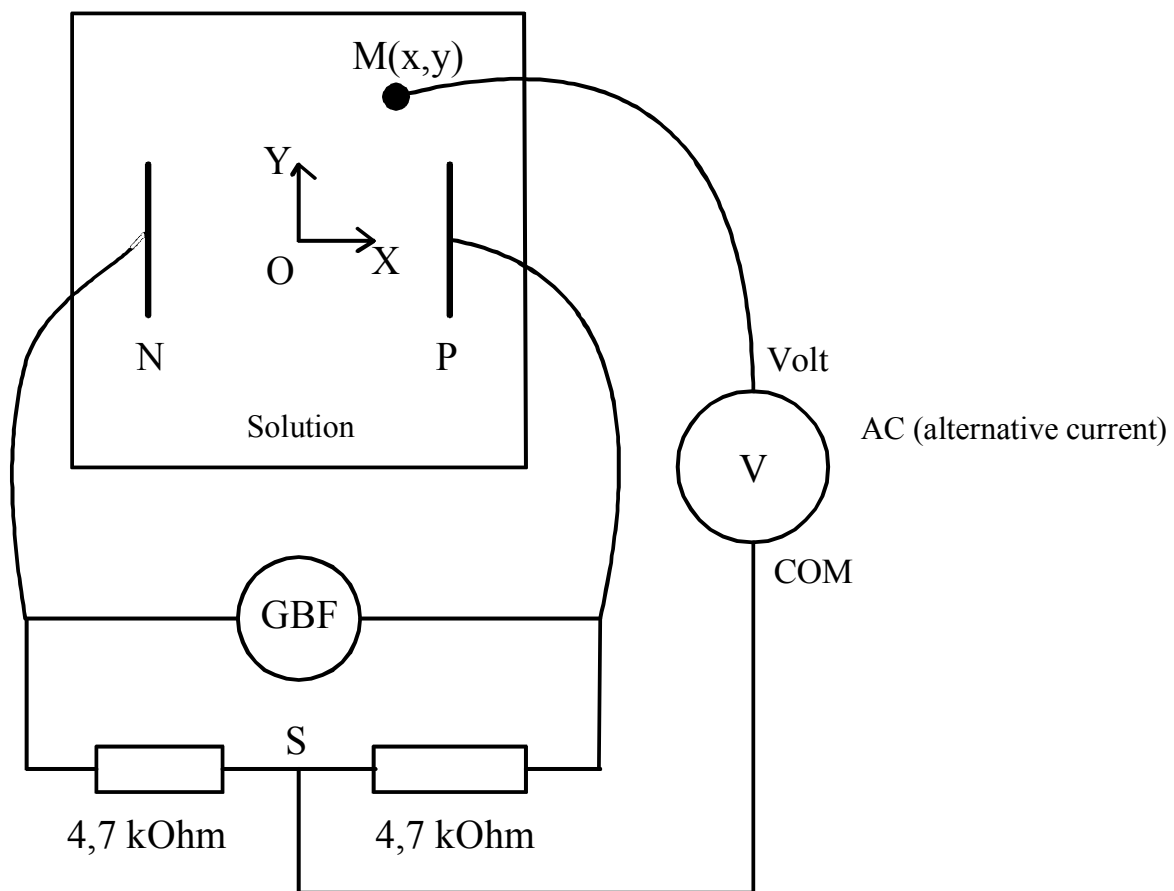 M(x,y)
Y
O
X
N
P
Solution
Volt
AC (alternative current)
V
COM
GBF
S
4,7 kOhm
4,7 kOhm